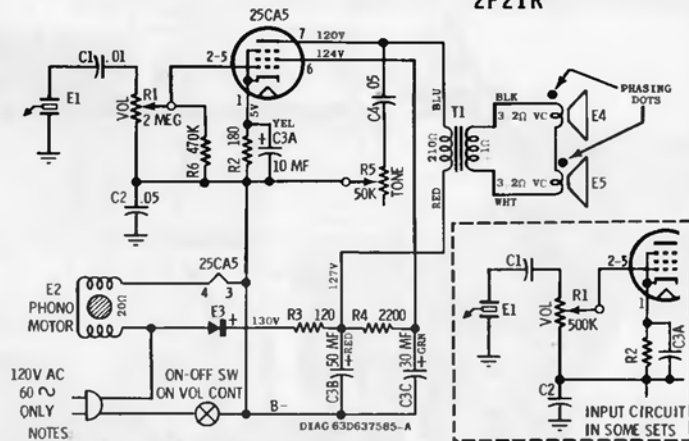 2P21R
25CA5
7 120V
124V
6
C1 .01
2-5
E1
VOL
R1
2 MEG
470K
R6
1
5V
YEL
C3A
10 MF
180
R2
C4 .05
R5
50K
TONE
C2 .05
BLU
T1
210Ω
1Ω
RED
BLK
3.2Ω VC
E4
PHASING
DOTS
3.2Ω VC
E5
WHT
E2
PHONO
MOTOR
20Ω
25CA5
4 3
E3
+
130V
127V
R3 120
R4 2200
C3B
50 MF
+RED
C3C
30 MF
+GRN
120V AC
60 ~
ONLY
ON-OFF SW
ON VOL CONT
B-
DIAG 63D637585-A
NOTES:
C1
2-5
E1
VOL
R1
500K
1
R2
C3A
C2
INPUT CIRCUIT
IN SOME SETS